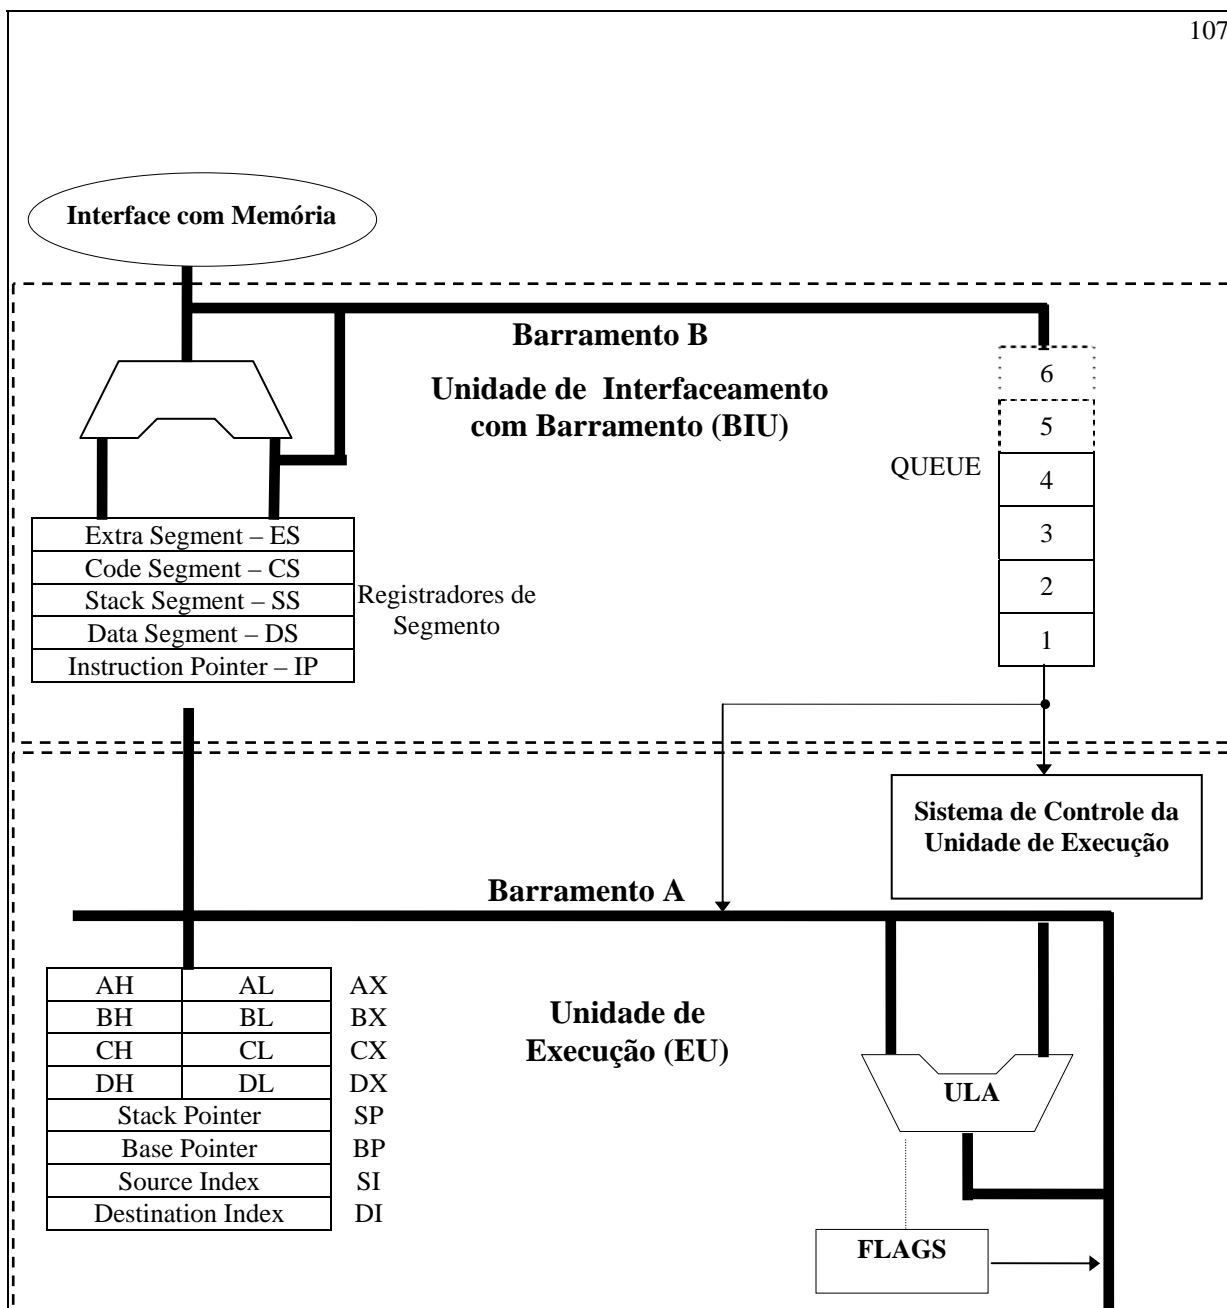 107
Interface com Memória
Barramento B
Unidade de Interfaceamento
com Barramento (BIU)
6
5
QUEUE
4
3
2
1
Extra Segment – ES
Code Segment – CS
Stack Segment – SS
Data Segment – DS
Instruction Pointer – IP
Registradores de
Segmento
Sistema de Controle da
Unidade de Execução
Barramento A
AH AL AX
BH BL BX
CH CL CX
DH DL DX
Stack Pointer SP
Base Pointer BP
Source Index SI
Destination Index DI
Unidade de
Execução (EU)
ULA
FLAGS